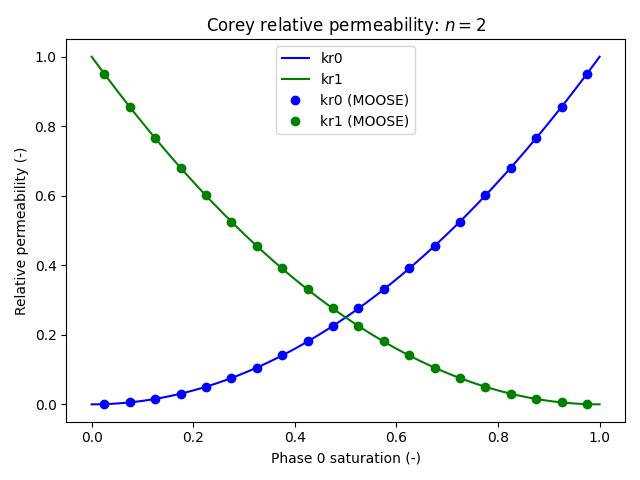 Corey relative permeability: n = 2
kr0
kr1
kr0 (MOOSE)
kr1 (MOOSE)
Relative permeability (-)
1.0
0.8
0.6
0.4
0.2
0.0
0.0 0.2 0.4 0.6 0.8 1.0
Phase 0 saturation (-)